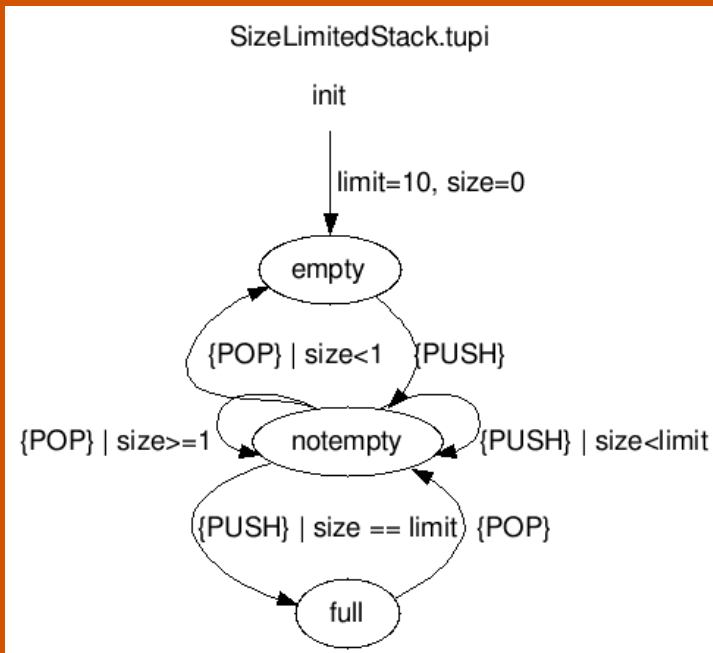 SizeLimitedStack.tupi
init
limit=10, size=0
empty
{POP} | size<1
{PUSH}
{POP} | size>=1
notempty
{PUSH} | size<limit
{PUSH} | size == limit
{POP}
full